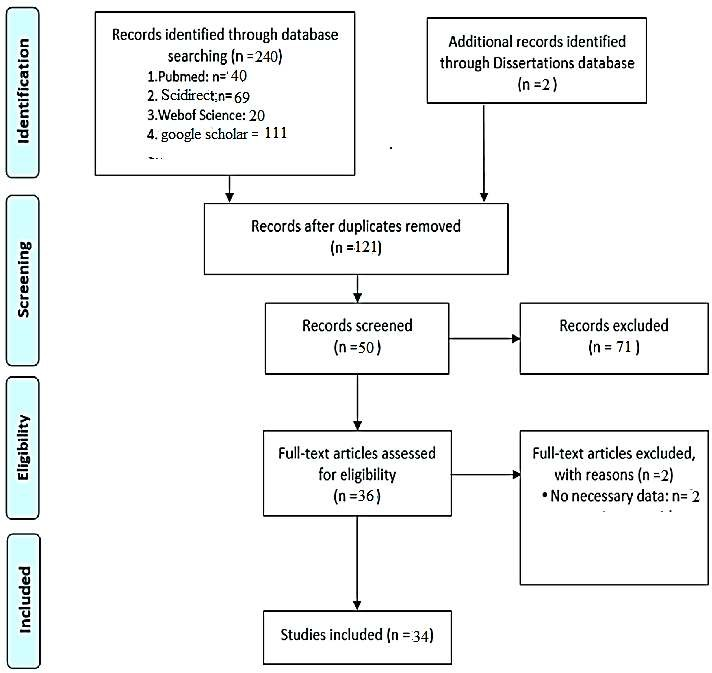 Identification
Records identified through database
searching (n =240)
1.Pubmed: n= 40
2. Scidirect:n=69
3.Webof Science: 20
4. google scholar = 111
Additional records identified
through Dissertations database
(n =2 )
Screening
Records after duplicates removed
(n =121)
Records screened
(n =50 )
Records excluded
(n = 71 )
Eligibility
Full-text articles assessed
for eligibility
(n =36 )
Full-text articles excluded,
with reasons (n =2)
• No necessary data: n= 2
Included
Studies included (n =34 )